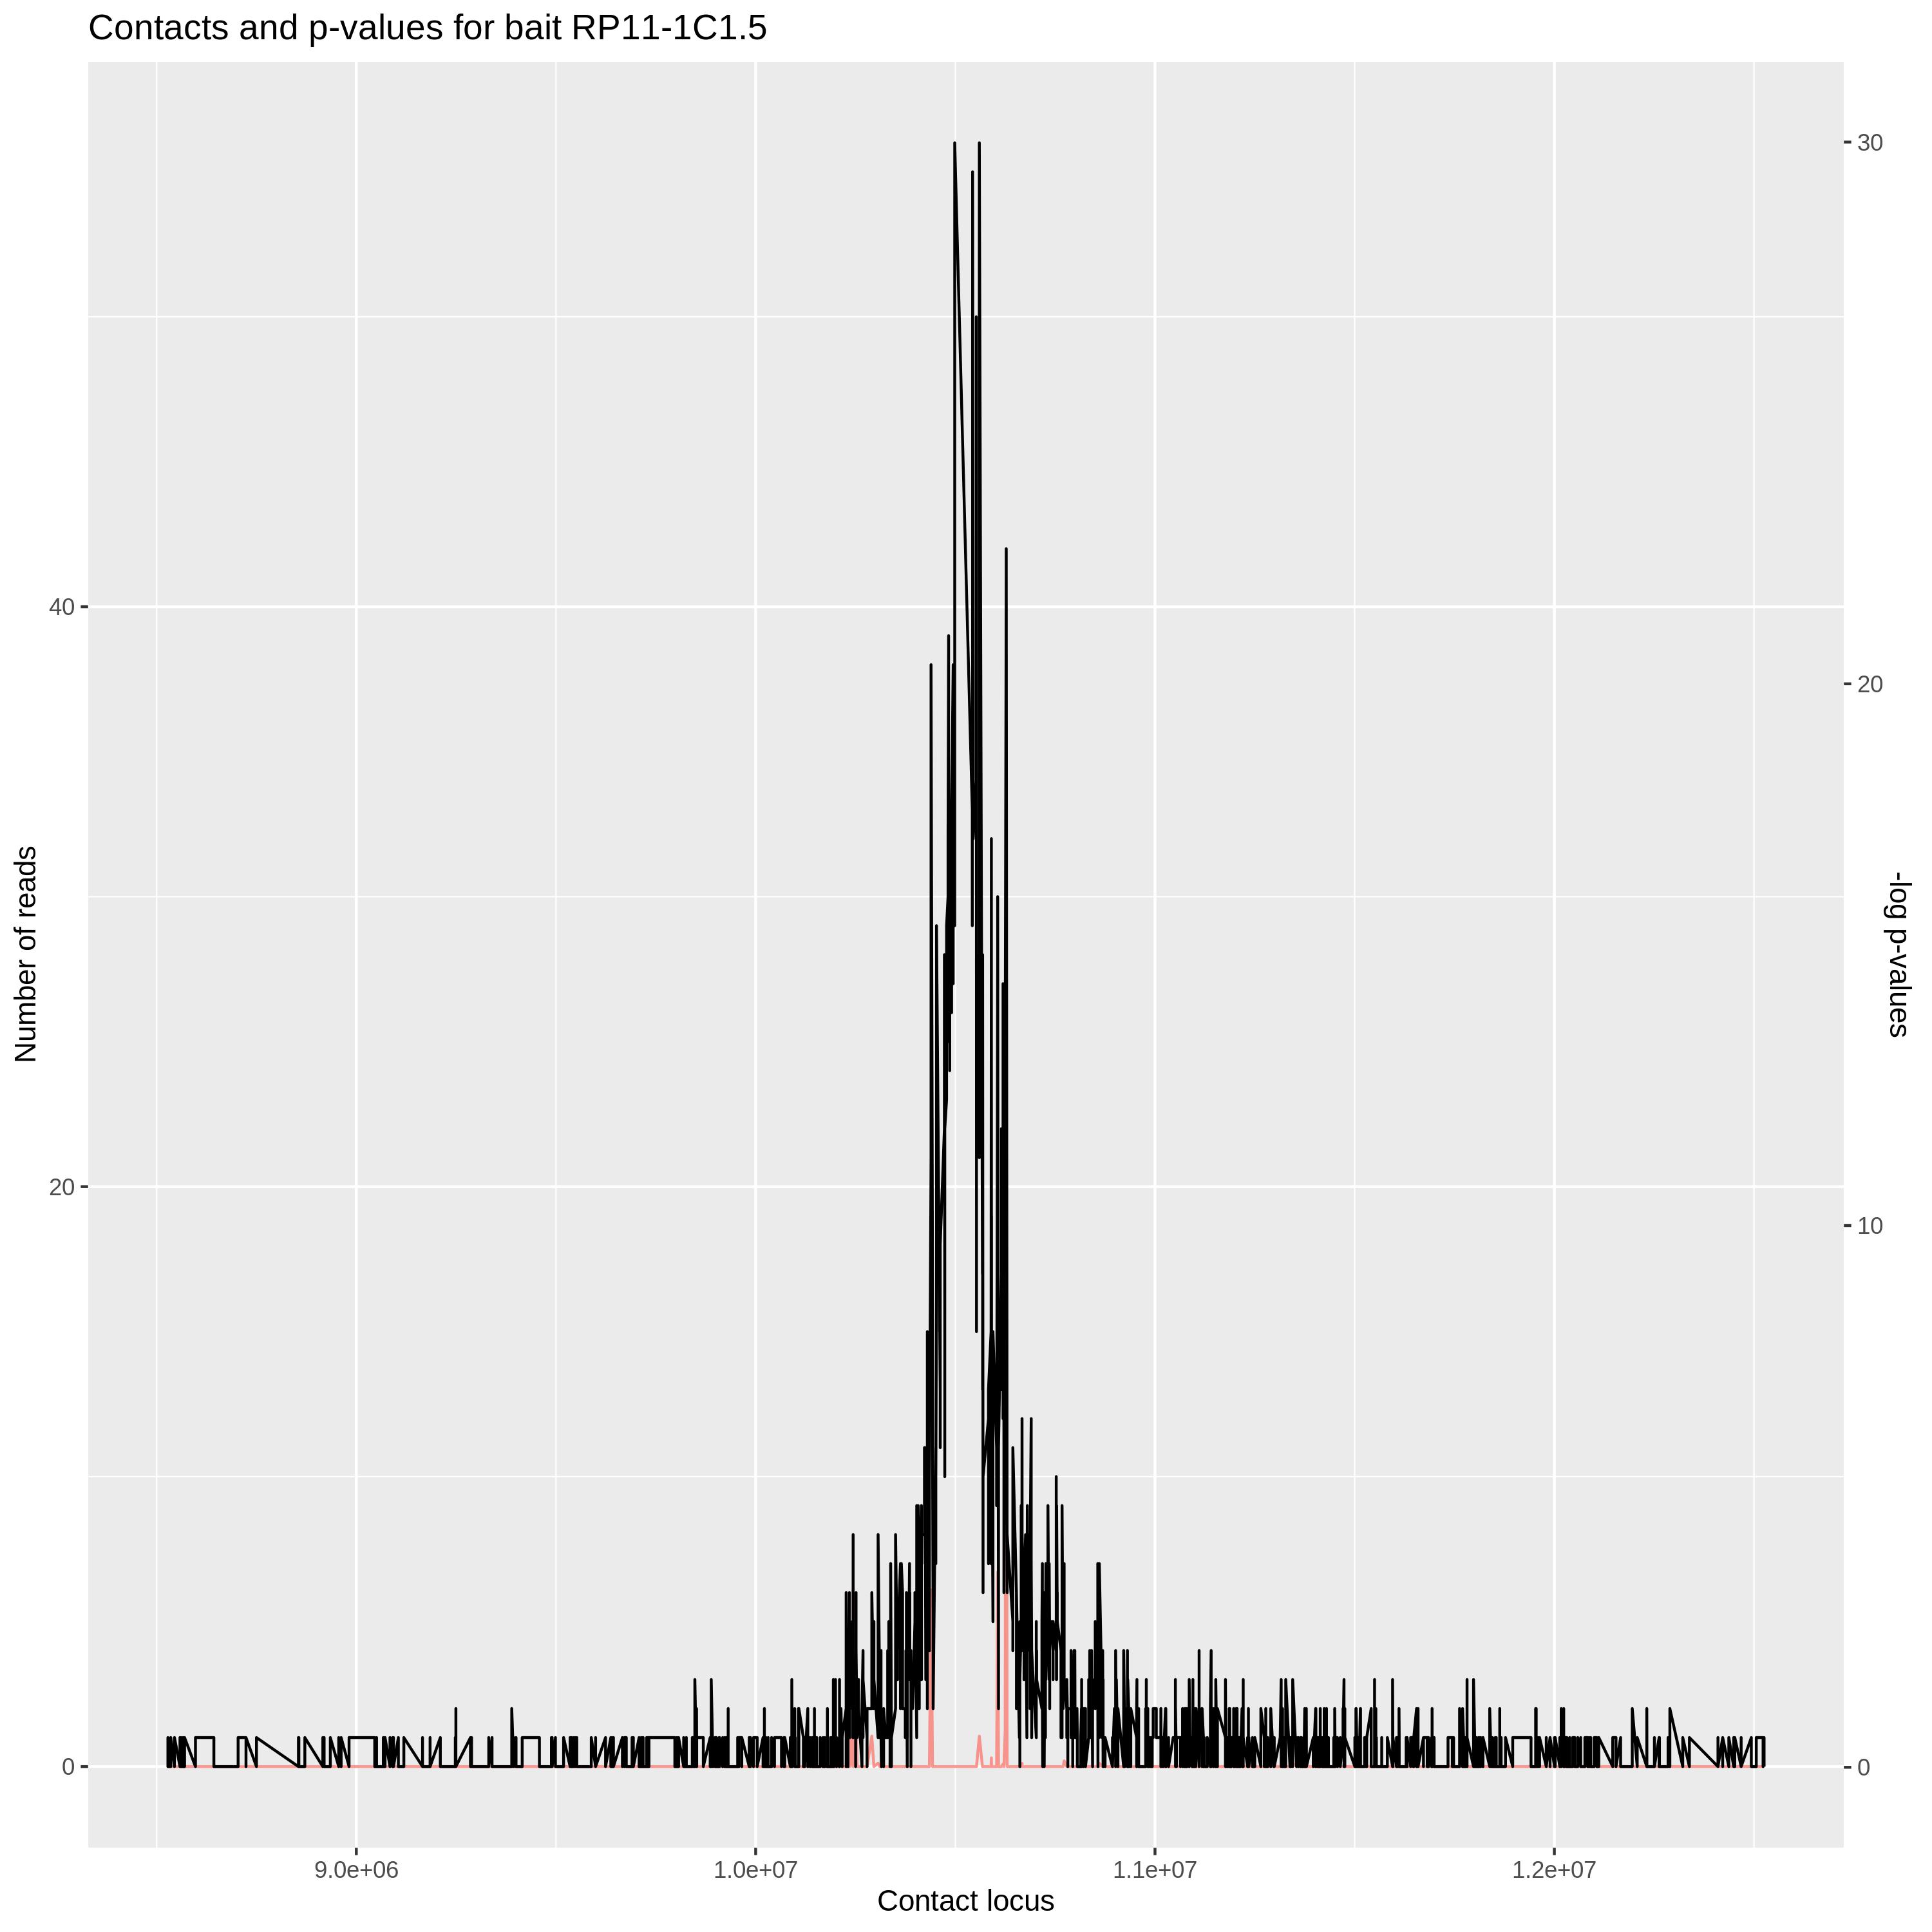 Contacts and p-values for bait RP11-1C1.5
30
40
20
Number of reads
-log p-values
20
10
0
0
9.0e+06
1.0e+07
1.1e+07
1.2e+07
Contact locus